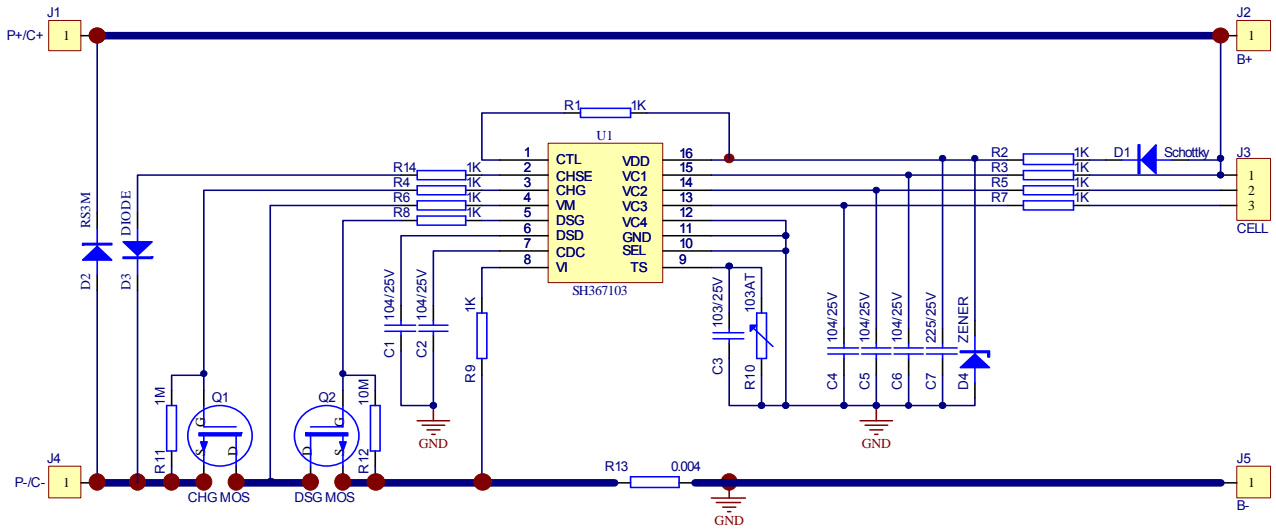 J1
J2
P+/C+
1
1
B+
R1
1K
U1
1
CTL
VDD
16
2
CHSE
VC1
15
3
CHG
VC2
14
4
VM
VC3
13
5
DSG
VC4
12
6
DSD
GND
11
7
CDC
SEL
10
8
VI
TS
9
SH367103
R14
1K
R4
1K
R6
1K
R8
1K
R2
1K
D1
Schottky
R3
1K
R5
1K
R7
1K
J3
1
2
3
CELL
RS3M
D2
DIODE
D3
104/25V
C1
104/25V
C2
1K
R9
103/25V
C3
103AT
R10
104/25V
C4
104/25V
C5
104/25V
C6
225/25V
C7
ZENER
D4
1M
R11
Q1
G
S
D
Q2
G
D
S
10M
R12
GND
GND
J4
P-/C-
1
CHG MOS
DSG MOS
R13
0.004
GND
J5
1
B-